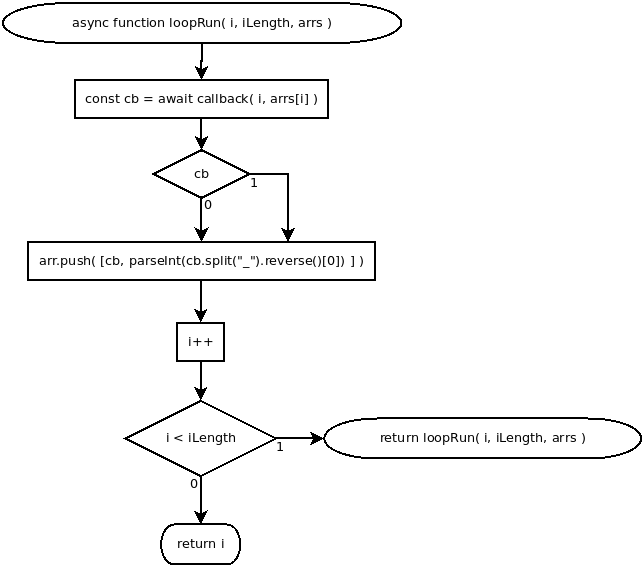 async function loopRun( i, iLength, arrs )
const cb = await callback( i, arrs[i] )
cb
1
0
arr.push( [cb, parseInt(cb.split("_").reverse()[0]) ] )
i++
i < iLength
1
return loopRun( i, iLength, arrs )
0
return i